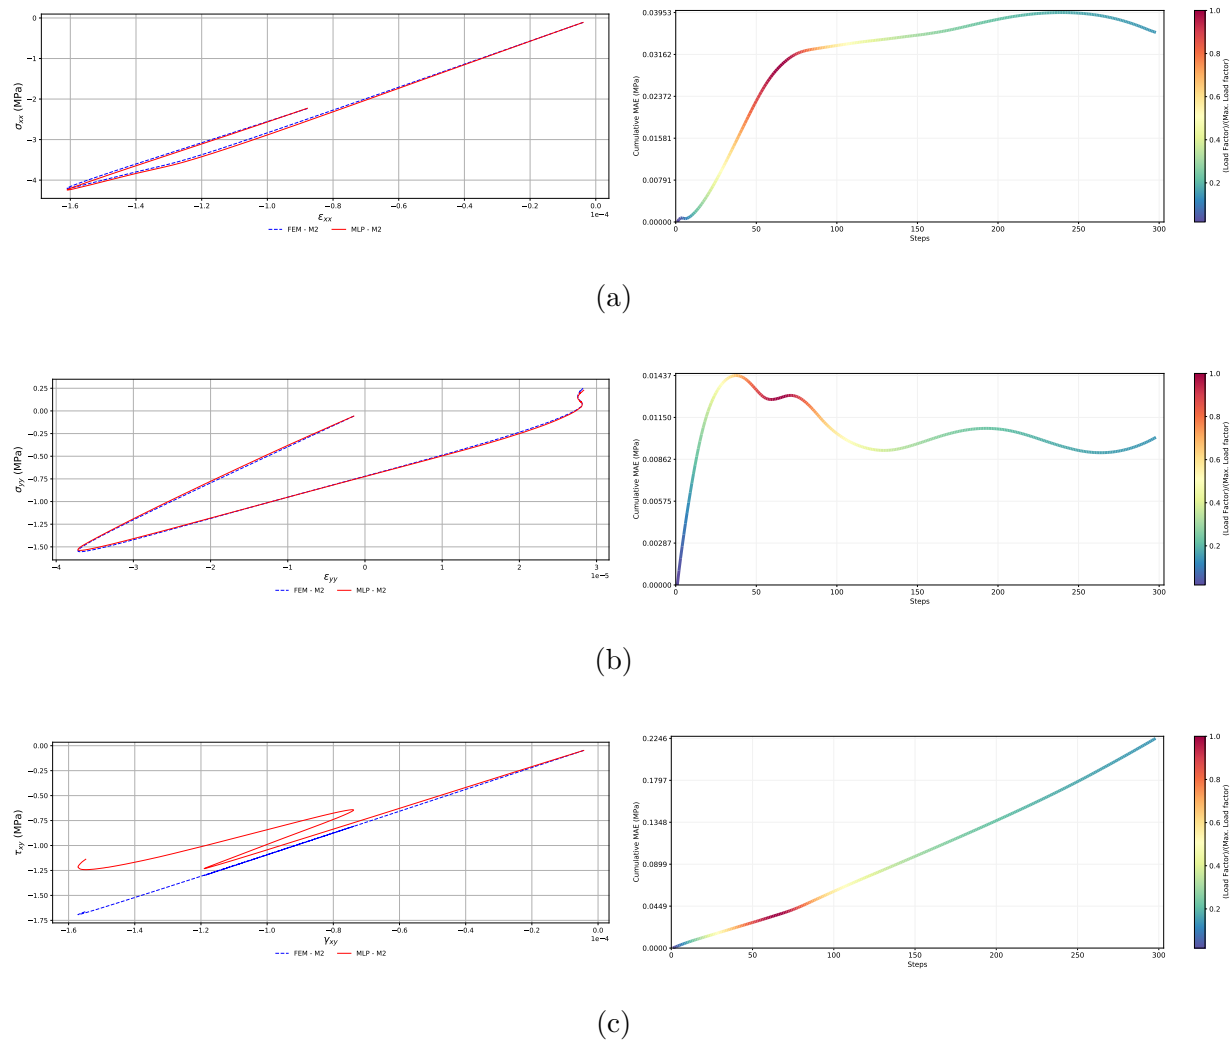 0
−1
−2
−3
−4
σxx (MPa)
−1.6 −1.4 −1.2 −1.0 −0.8 −0.6 −0.4 −0.2 0.0
1e−4
εxx
FEM - M2 MLP - M2
0.03953
0.03162
0.02372
0.01581
0.00791
0.00000
Cumulative MAE (MPa)
0 50 100 150 200 250 300
Steps
1.0
0.8
0.6
0.4
0.2
(Load Factor)/(Max. Load factor)
(a)
0.25
0.00
−0.25
−0.50
−0.75
−1.00
−1.25
−1.50
σyy (MPa)
−4 −3 −2 −1 0 1 2 3
1e−5
εyy
FEM - M2 MLP - M2
0.01437
0.01150
0.00862
0.00575
0.00287
0.00000
Cumulative MAE (MPa)
0 50 100 150 200 250 300
Steps
1.0
0.8
0.6
0.4
0.2
(Load Factor)/(Max. Load factor)
(b)
0.00
−0.25
−0.50
−0.75
−1.00
−1.25
−1.50
−1.75
τxy (MPa)
−1.6 −1.4 −1.2 −1.0 −0.8 −0.6 −0.4 −0.2 0.0
1e−4
γxy
FEM - M2 MLP - M2
0.2246
0.1797
0.1348
0.0899
0.0449
0.0000
Cumulative MAE (MPa)
0 50 100 150 200 250 300
Steps
1.0
0.8
0.6
0.4
0.2
(Load Factor)/(Max. Load factor)
(c)